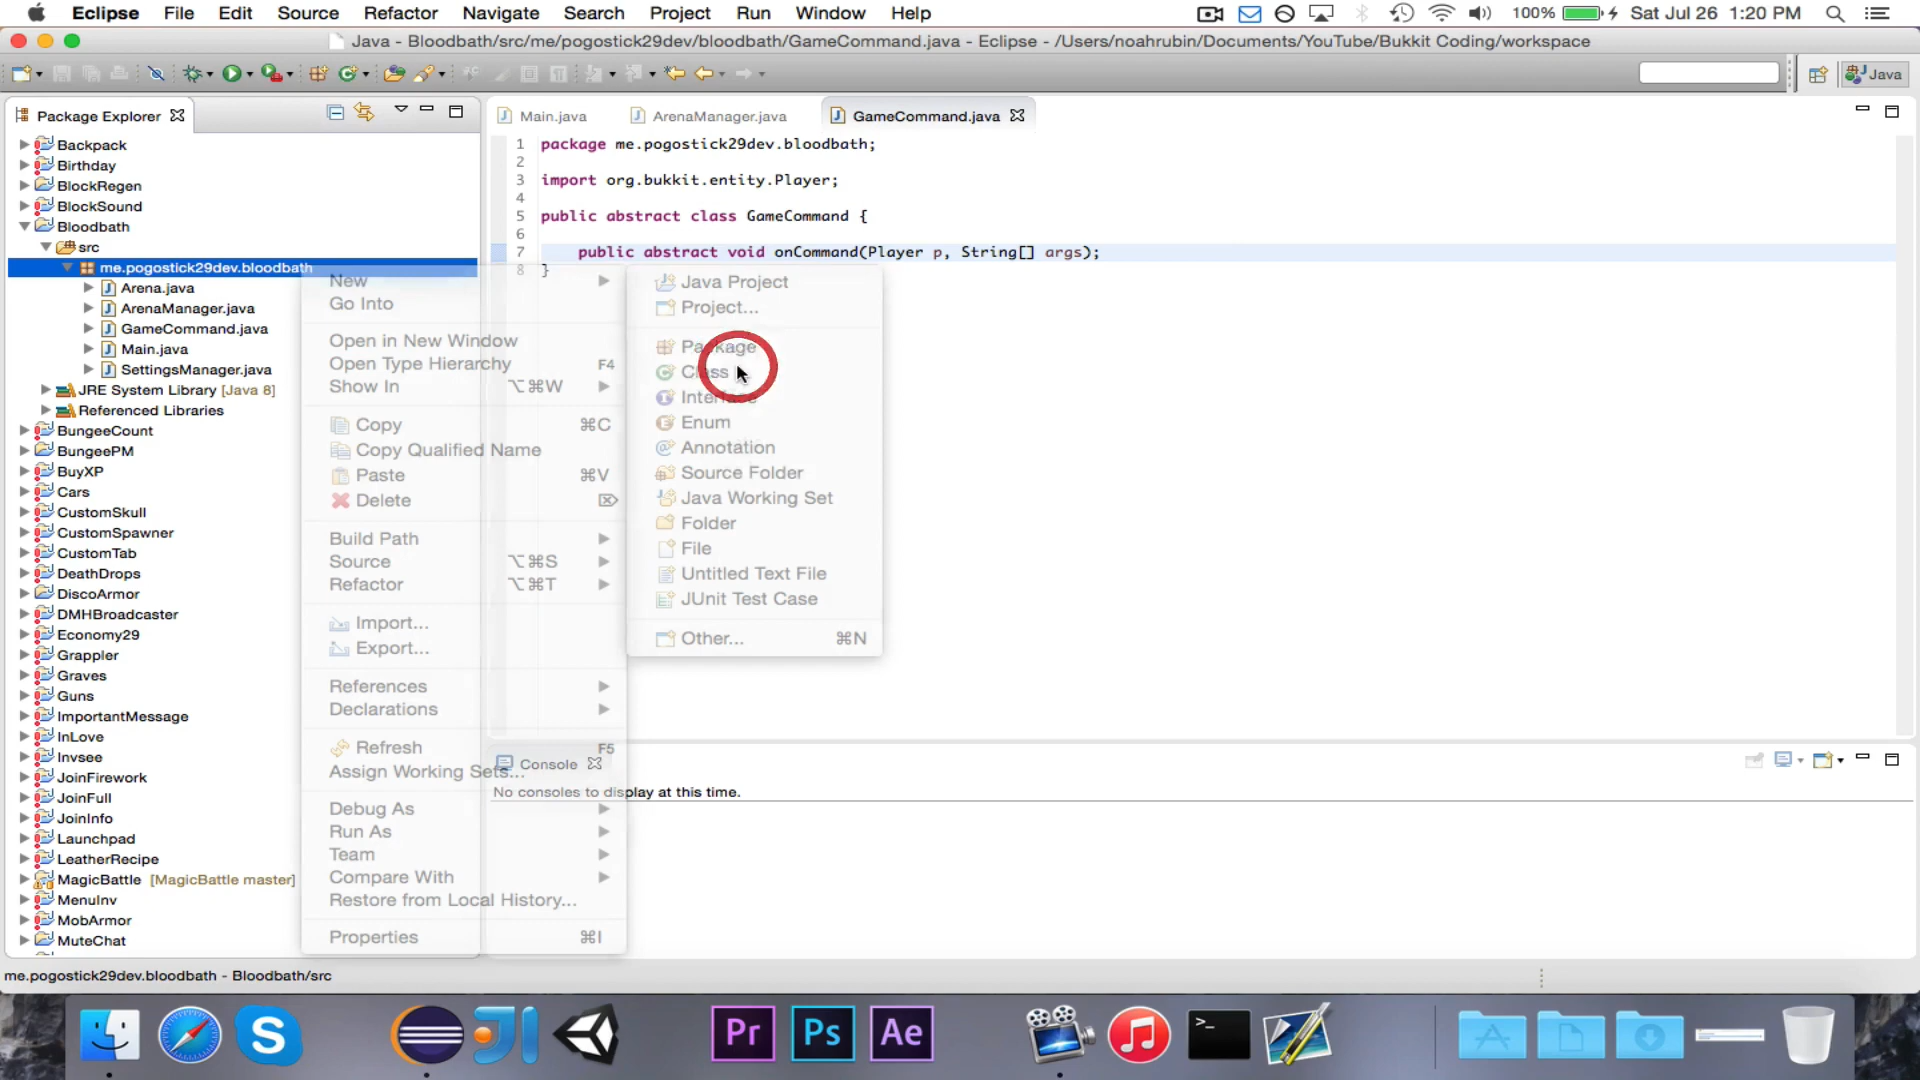 Eclipse File Edit Source Refactor Navigate Search Project Run Window Help 100% Sat Jul 26 1:20 PM
Java - Bloodbath/src/me/pogostick29dev/bloodbath/GameCommand.java - Eclipse - /Users/noahrubin/Documents/YouTube/Bukkit Coding/workspace
Java
Package Explorer
Main.java ArenaManager.java GameCommand.java
Backpack
Birthday
BlockRegen
BlockSound
Bloodbath
src
me.pogostick29dev.bloodbath
Arena.java
ArenaManager.java
GameCommand.java
Main.java
SettingsManager.java
JRE System Library [Java 8]
Referenced Libraries
BungeeCount
BungeePM
BuyXP
Cars
CustomSkull
CustomSpawner
CustomTab
DeathDrops
DiscoArmor
DMHBroadcaster
Economy29
Grappler
Graves
Guns
ImportantMessage
InLove
Invsee
JoinFirework
JoinFull
JoinInfo
Launchpad
LeatherRecipe
MagicBattle [MagicBattle master]
MenuInv
MobArmor
MuteChat
1 package me.pogostick29dev.bloodbath;
2
3 import org.bukkit.entity.Player;
4
5 public abstract class GameCommand {
6
7 public abstract void onCommand(Player p, String[] args);
8 }
New
Go Into
Open in New Window
Open Type Hierarchy F4
Show In ⌥⌘W
Copy ⌘C
Copy Qualified Name
Paste ⌘V
Delete ⌦
Build Path
Source ⌥⌘S
Refactor ⌥⌘T
Import...
Export...
References
Declarations
Refresh F5
Assign Working Sets...
Debug As
Run As
Team
Compare With
Restore from Local History...
Properties ⌘I
Java Project
Project...
Package
Class
Interface
Enum
Annotation
Source Folder
Java Working Set
Folder
File
Untitled Text File
JUnit Test Case
Other... ⌘N
Console
No consoles to display at this time.
me.pogostick29dev.bloodbath - Bloodbath/src
S JI Pr Ps Ae >_